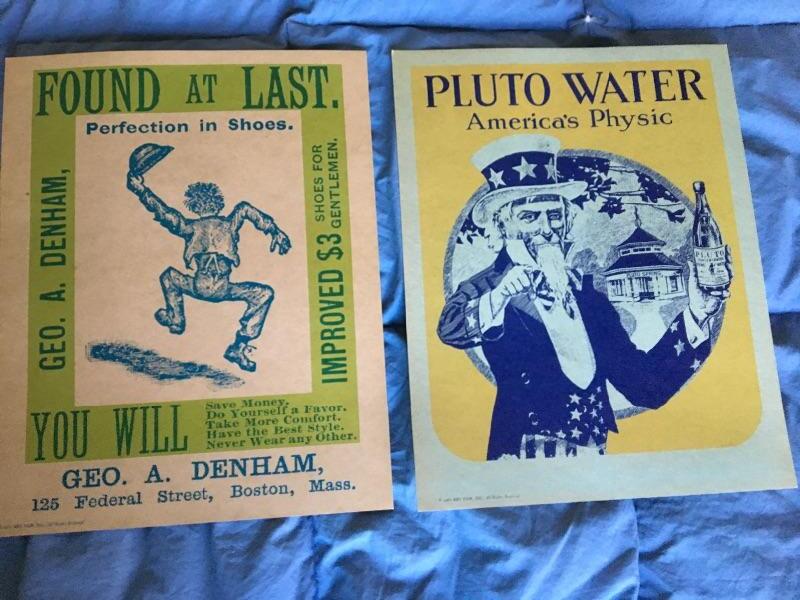 FOUND AT LAST.
Perfection in Shoes.
GEO. A. DENHAM,
IMPROVED $3 SHOES FOR GENTLEMEN.
YOU WILL
Save Money.
Do Yourself a Favor.
Take More Comfort.
Have the Best Style.
Never Wear any Other.
GEO. A. DENHAM,
125 Federal Street, Boston, Mass.
PLUTO WATER
America's Physic
PLUTO SPRING
PLUTO